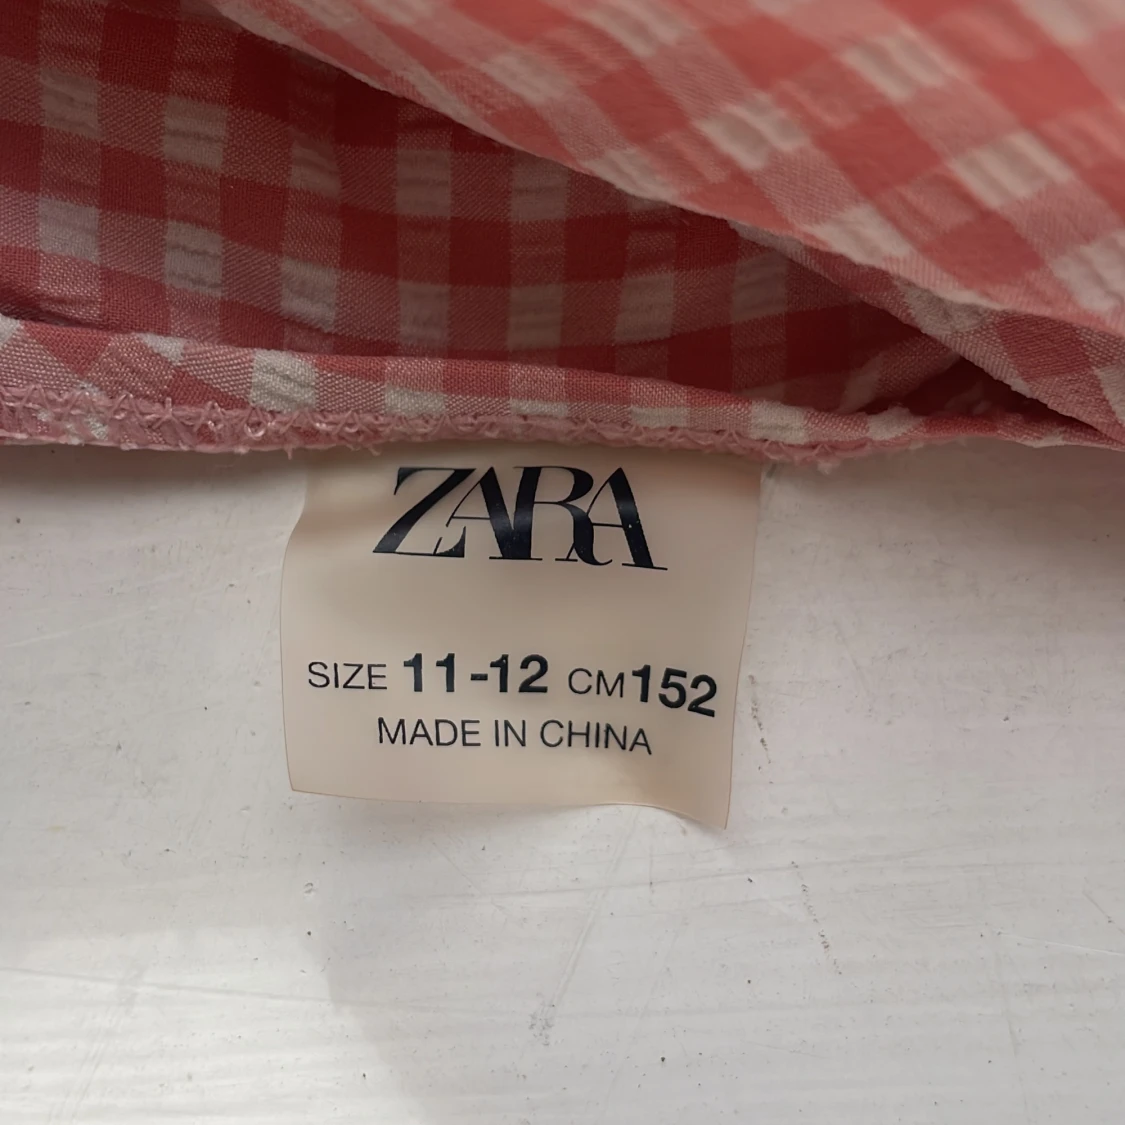 ZARA
SIZE 11-12 CM152
MADE IN CHINA